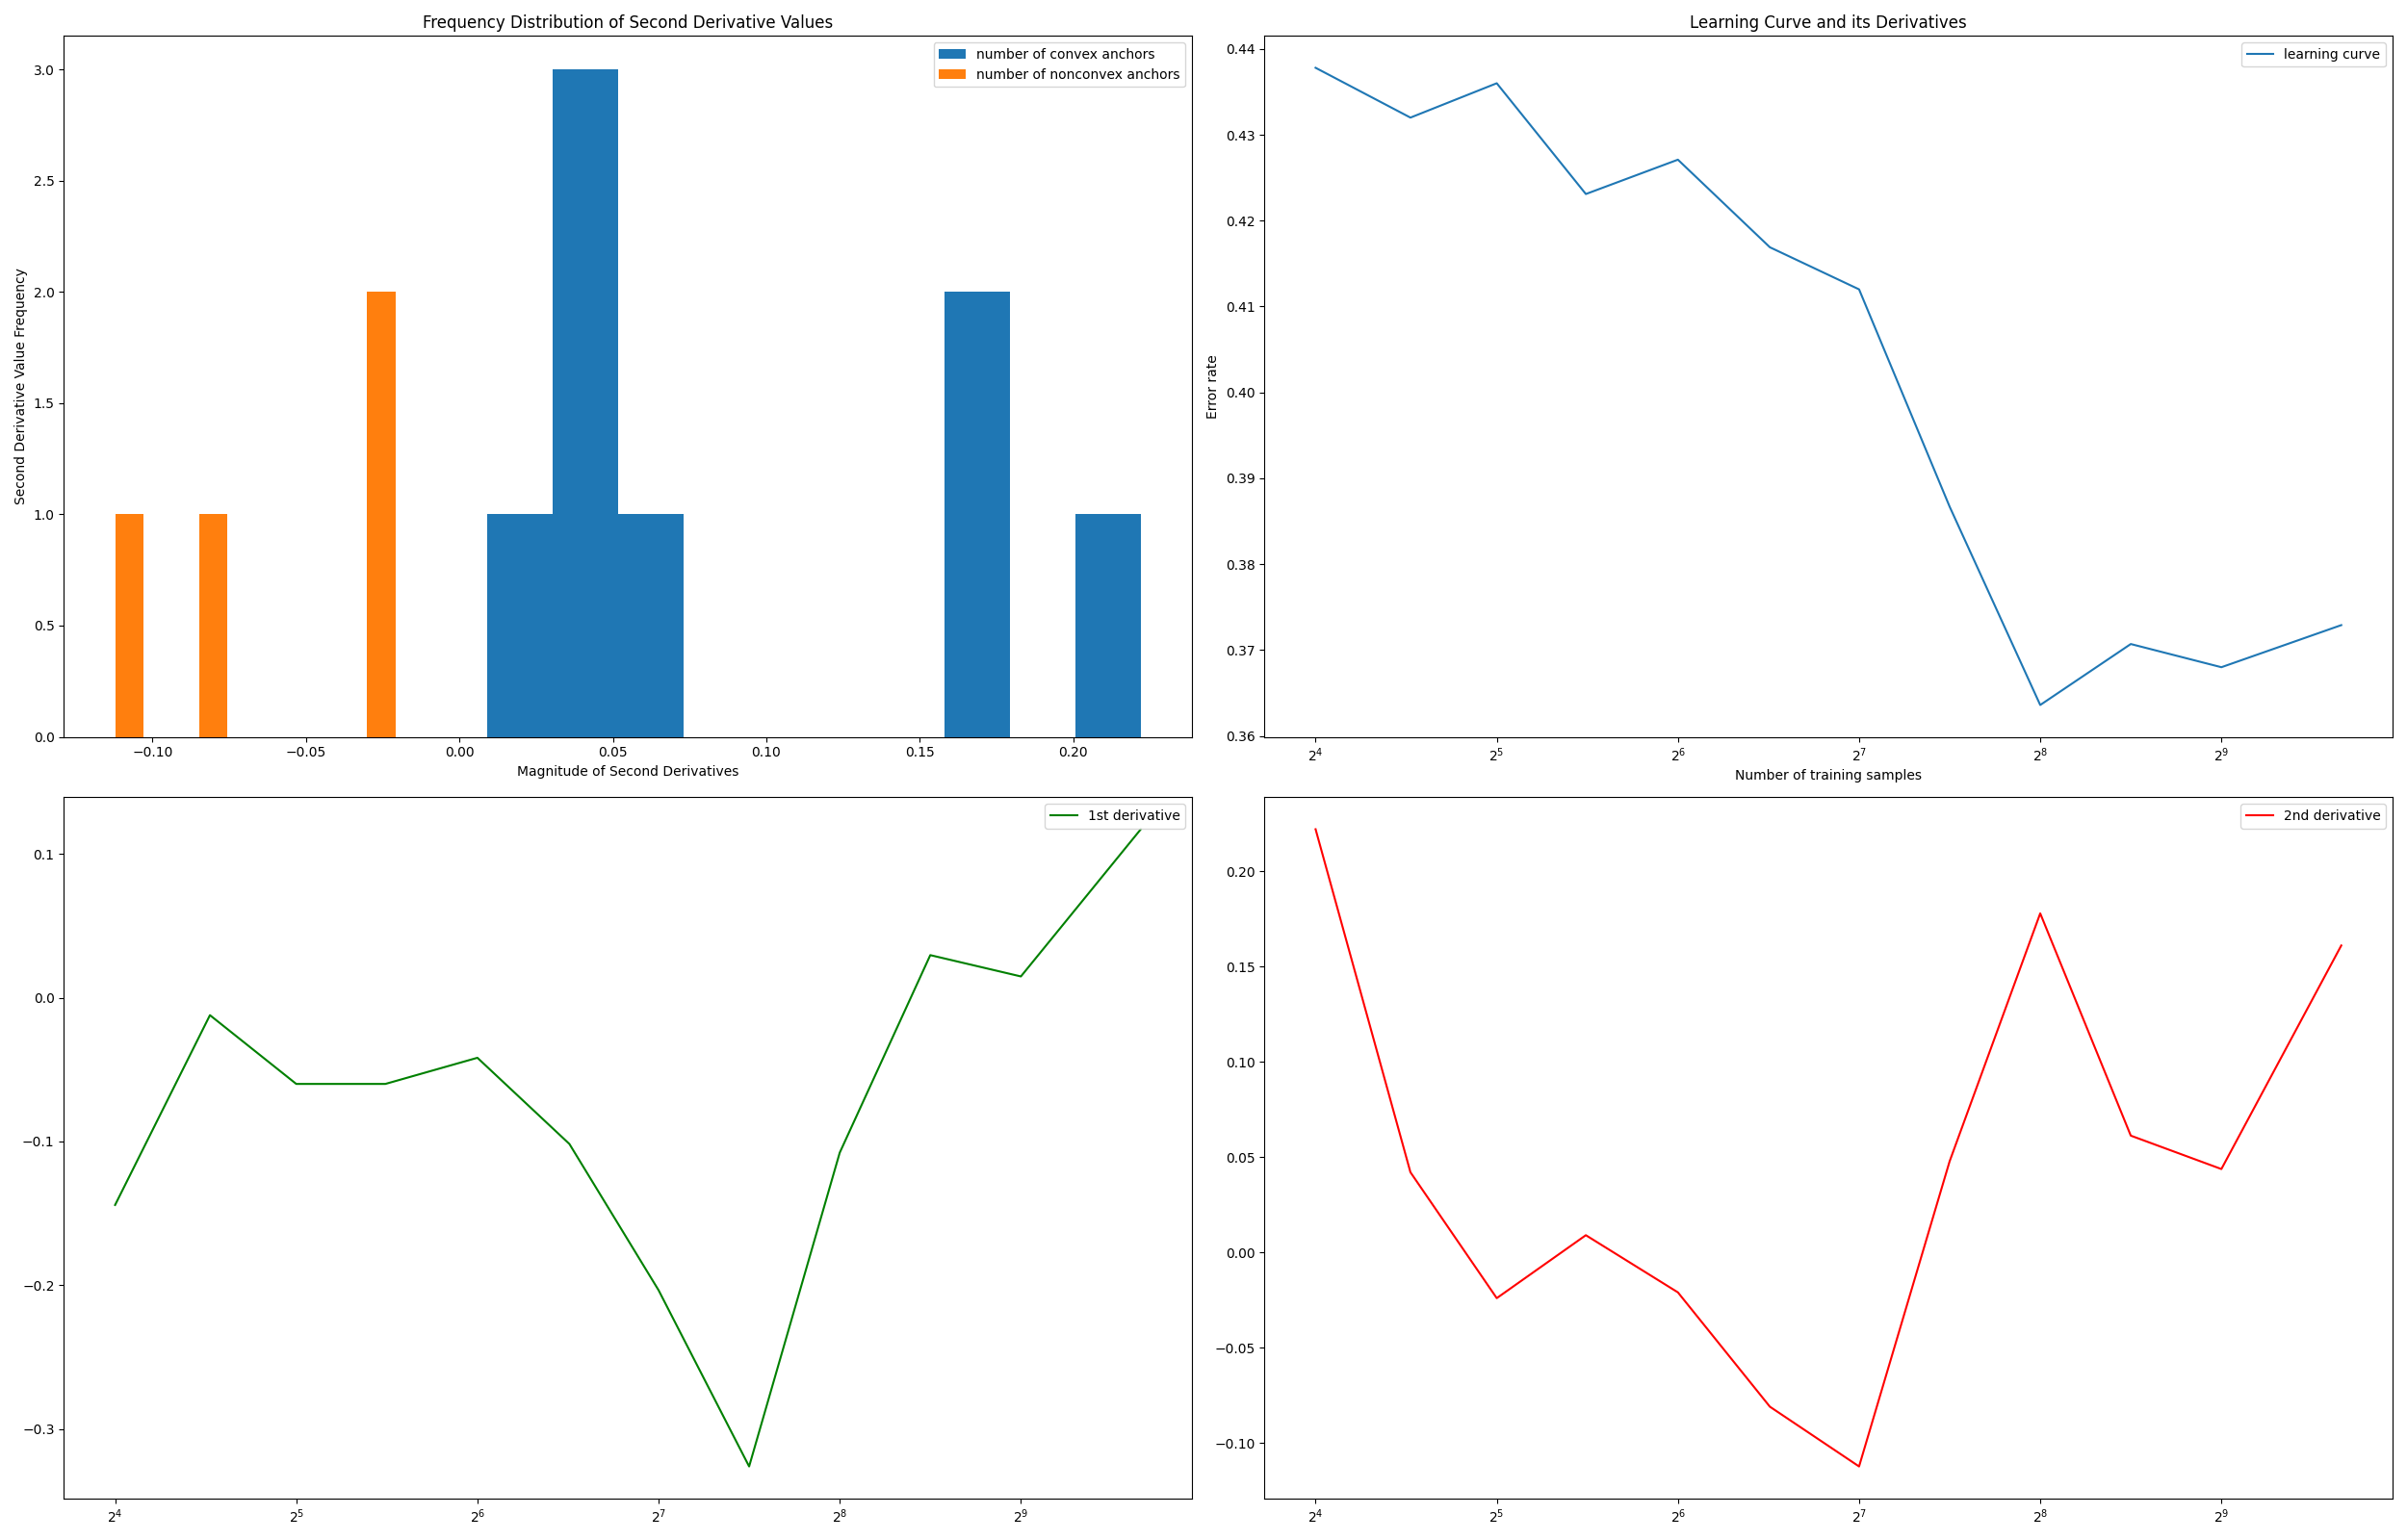 Frequency Distribution of Second Derivative Values
number of convex anchors
number of nonconvex anchors
3.0
2.5
2.0
1.5
1.0
0.5
0.0
Second Derivative Value Frequency
−0.10 −0.05 0.00 0.05 0.10 0.15 0.20
Magnitude of Second Derivatives
Learning Curve and its Derivatives
learning curve
0.44
0.43
0.42
0.41
0.40
0.39
0.38
0.37
0.36
Error rate
2⁴ 2⁵ 2⁶ 2⁷ 2⁸ 2⁹
Number of training samples
1st derivative
0.1
0.0
−0.1
−0.2
−0.3
2⁴ 2⁵ 2⁶ 2⁷ 2⁸ 2⁹
2nd derivative
0.20
0.15
0.10
0.05
0.00
−0.05
−0.10
2⁴ 2⁵ 2⁶ 2⁷ 2⁸ 2⁹